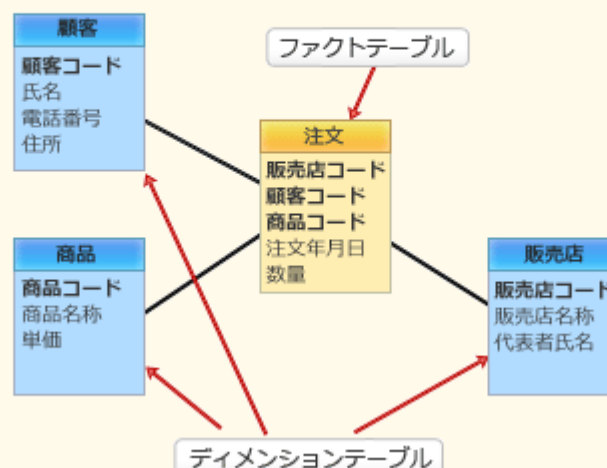 顧客
顧客コード
氏名
電話番号
住所
ファクトテーブル
注文
販売店コード
顧客コード
商品コード
注文年月日
数量
商品
商品コード
商品名称
単価
販売店
販売店コード
販売店名称
代表者氏名
ディメンションテーブル